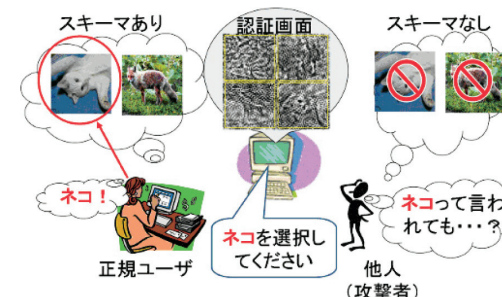 スキーマあり
認証画面
スキーマなし
ネコ！
ネコを選択し
てください
ネコって言わ
れても・・・？
正規ユーザ
他人
（攻撃者）